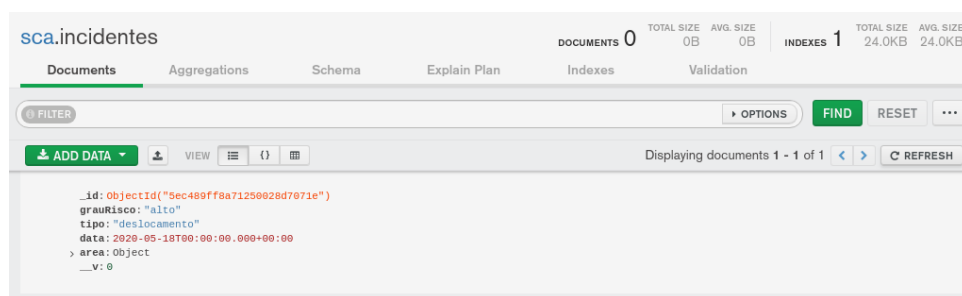 sca.incidentes
DOCUMENTS 0 TOTAL SIZE 0B AVG. SIZE 0B INDEXES 1 TOTAL SIZE 24.0KB AVG. SIZE 24.0KB
Documents Aggregations Schema Explain Plan Indexes Validation
FILTER OPTIONS FIND RESET ...
ADD DATA VIEW {} Displaying documents 1 - 1 of 1 < > REFRESH
_id: ObjectId("5ec489ff8a71250028d7071e")
grauRisco: "alto"
tipo: "deslocamento"
data: 2020-05-18T00:00:00.000+00:00
> area: Object
__v: 0